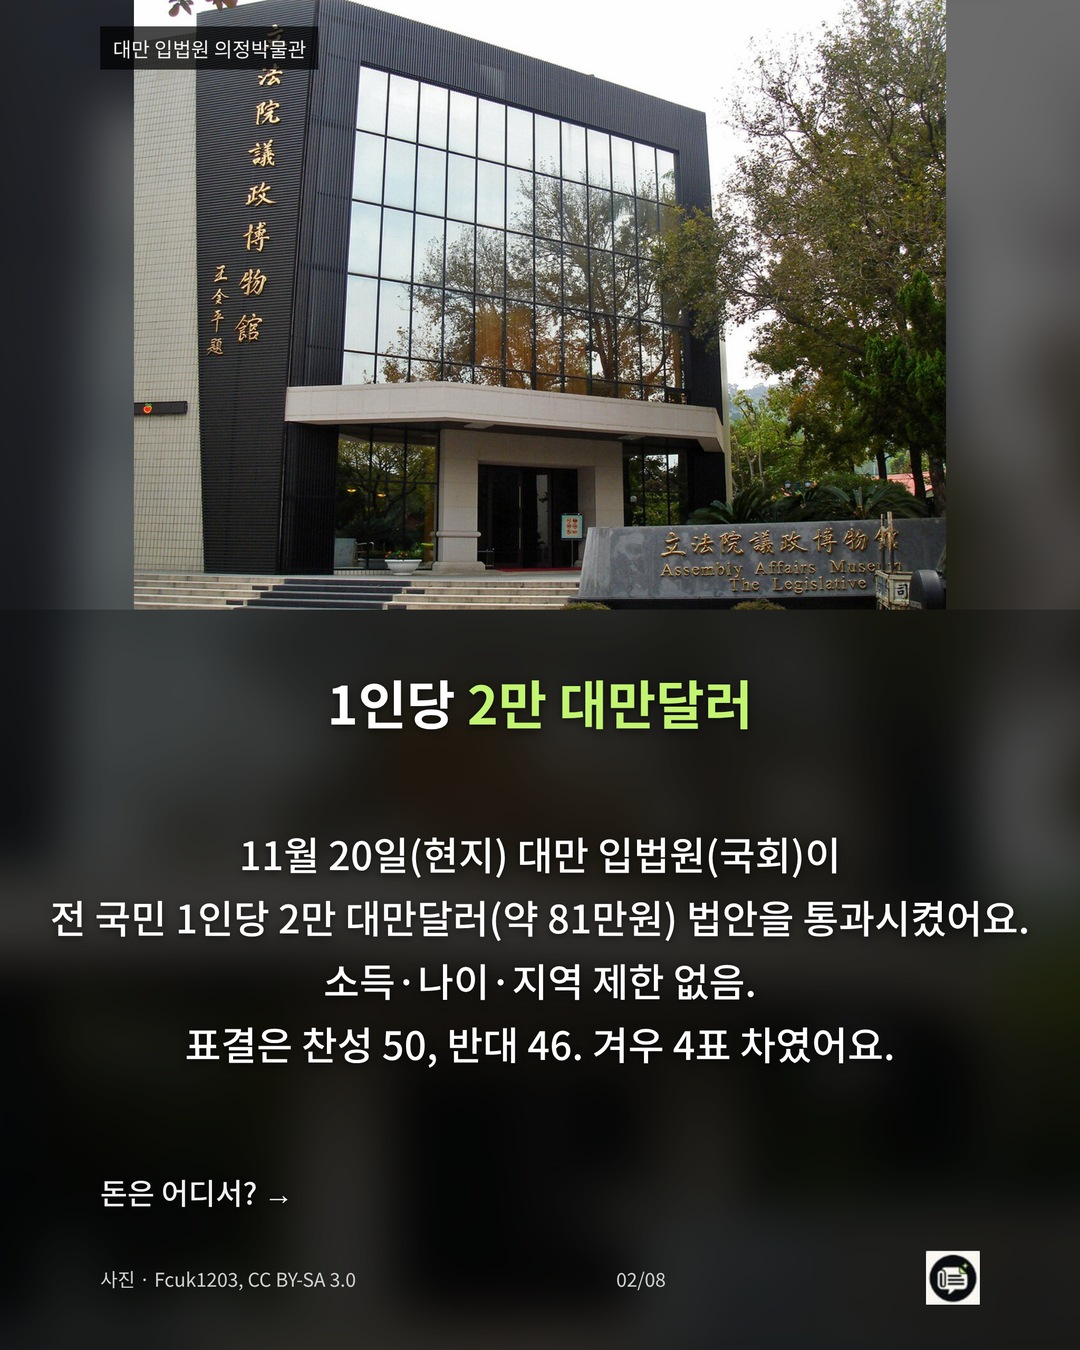 대만 입법원 의정박물관
法院議政博物館
王金平題
立法院議政博物館
Assembly Affairs Museum
The Legislative
1인당 2만 대만달러
11월 20일(현지) 대만 입법원(국회)이
전 국민 1인당 2만 대만달러(약 81만원) 법안을 통과시켰어요.
소득·나이·지역 제한 없음.
표결은 찬성 50, 반대 46. 겨우 4표 차였어요.
돈은 어디서? →
사진 · Fcuk1203, CC BY-SA 3.0
02/08